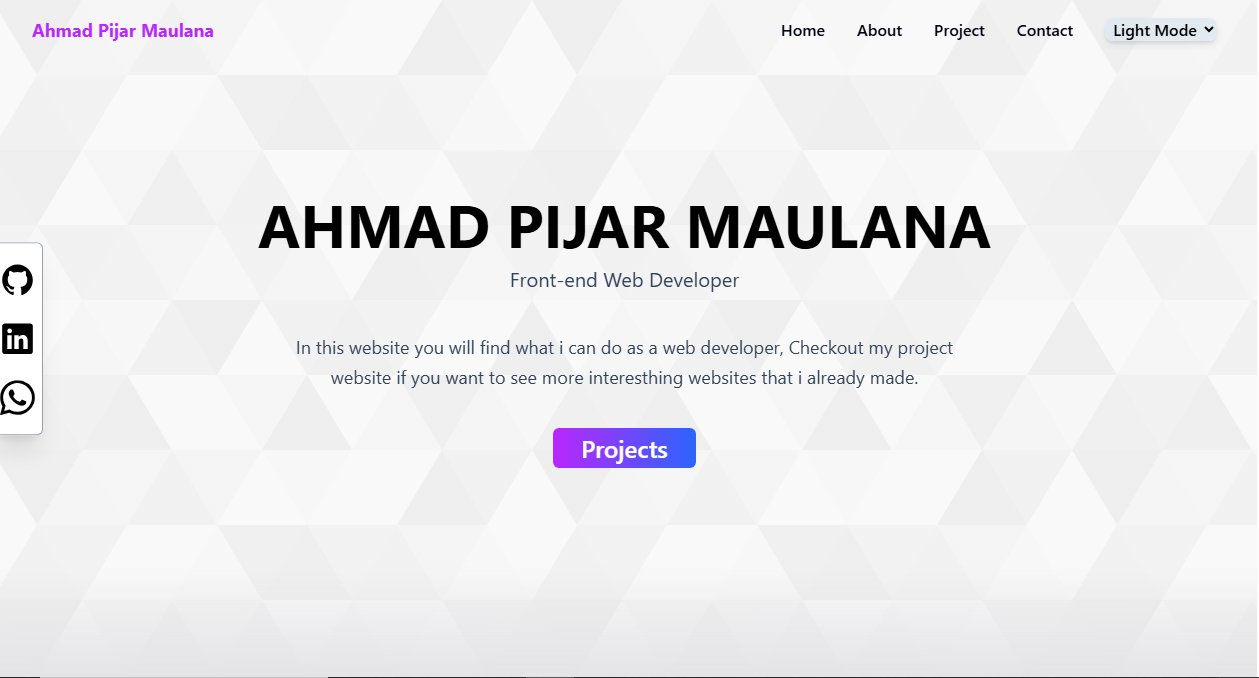 Ahmad Pijar Maulana
Home About Project Contact Light Mode
AHMAD PIJAR MAULANA
Front-end Web Developer
in
In this website you will find what i can do as a web developer, Checkout my project
website if you want to see more interesthing websites that i already made.
Projects